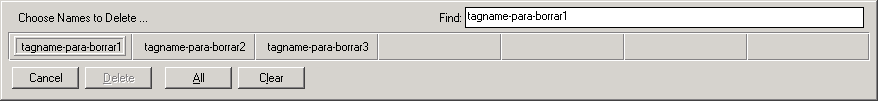 Choose Names to Delete ... Find: tagname-para-borrar1
tagname-para-borrar1 tagname-para-borrar2 tagname-para-borrar3
Cancel Delete All Clear